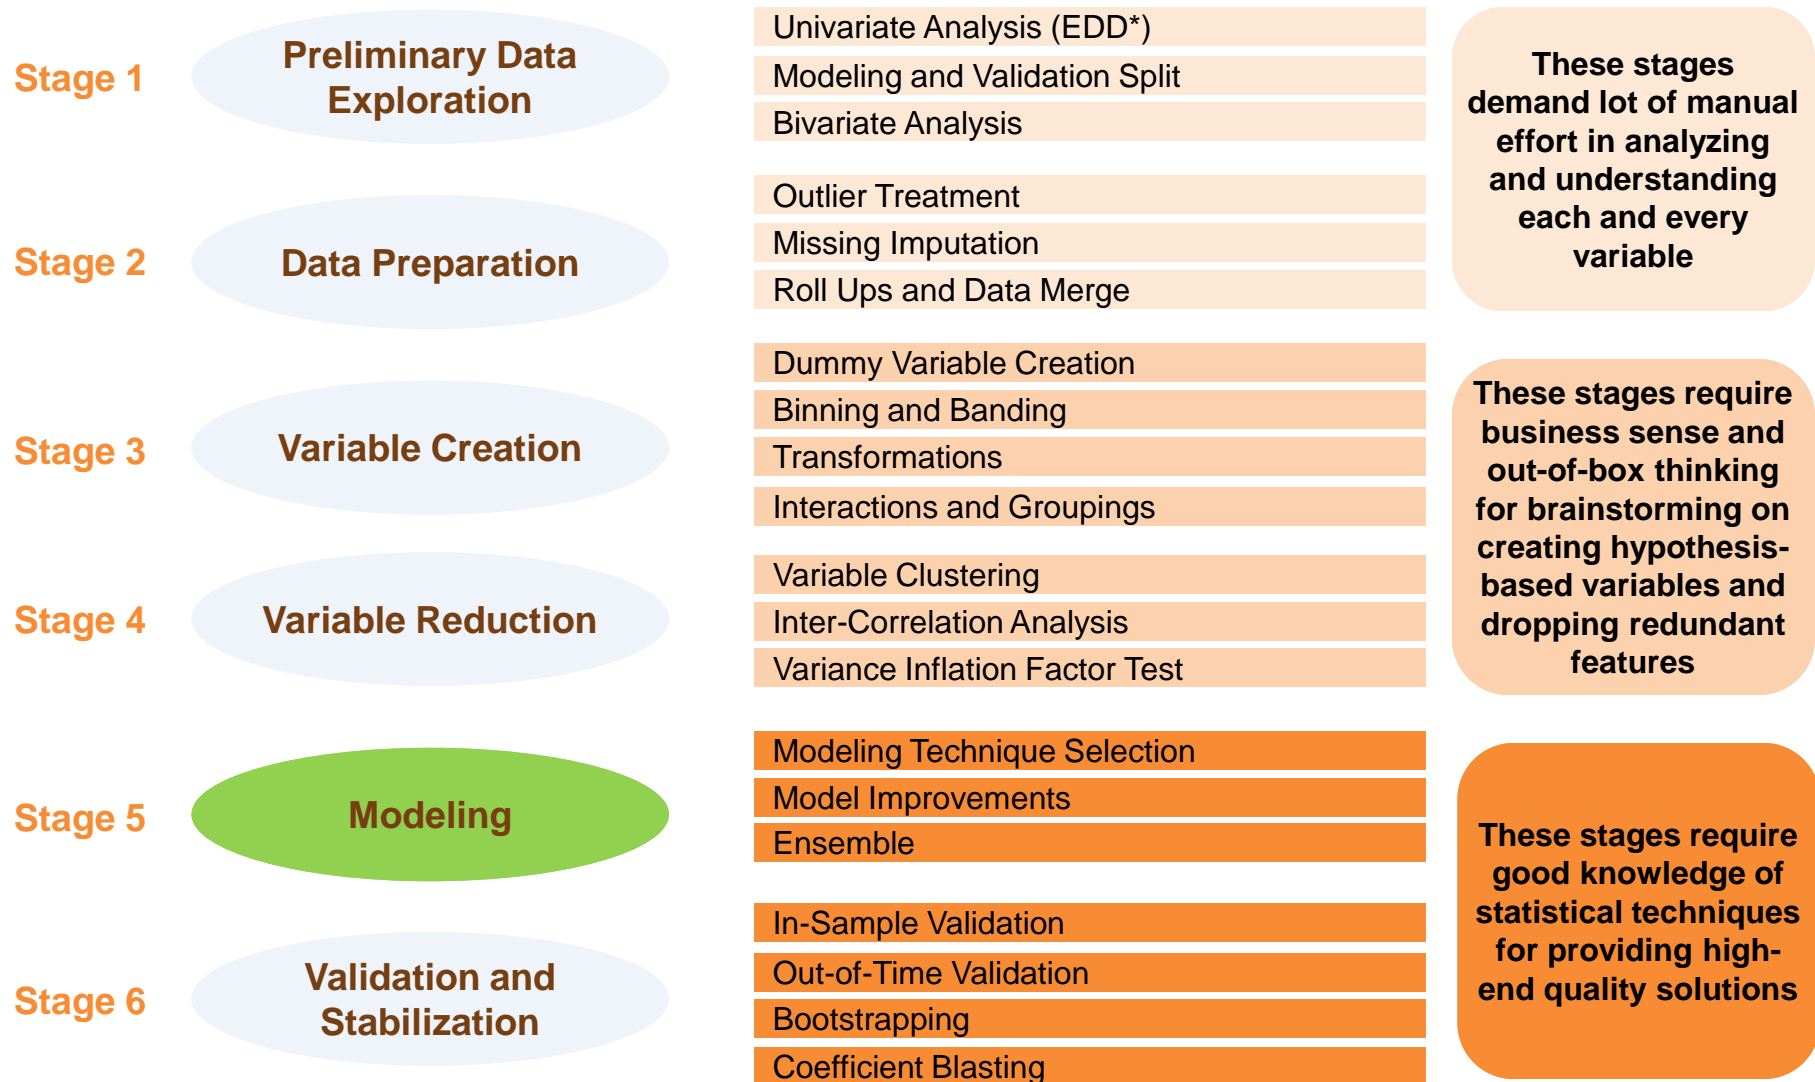 Stage 1
Preliminary Data
Exploration
Univariate Analysis (EDD*)
Modeling and Validation Split
Bivariate Analysis
These stages
demand lot of manual
effort in analyzing
and understanding
each and every
variable
Stage 2
Data Preparation
Outlier Treatment
Missing Imputation
Roll Ups and Data Merge
Stage 3
Variable Creation
Dummy Variable Creation
Binning and Banding
Transformations
Interactions and Groupings
These stages require
business sense and
out-of-box thinking
for brainstorming on
creating hypothesis-
based variables and
dropping redundant
features
Stage 4
Variable Reduction
Variable Clustering
Inter-Correlation Analysis
Variance Inflation Factor Test
Stage 5
Modeling
Modeling Technique Selection
Model Improvements
Ensemble
These stages require
good knowledge of
statistical techniques
for providing high-
end quality solutions
Stage 6
Validation and
Stabilization
In-Sample Validation
Out-of-Time Validation
Bootstrapping
Coefficient Blasting